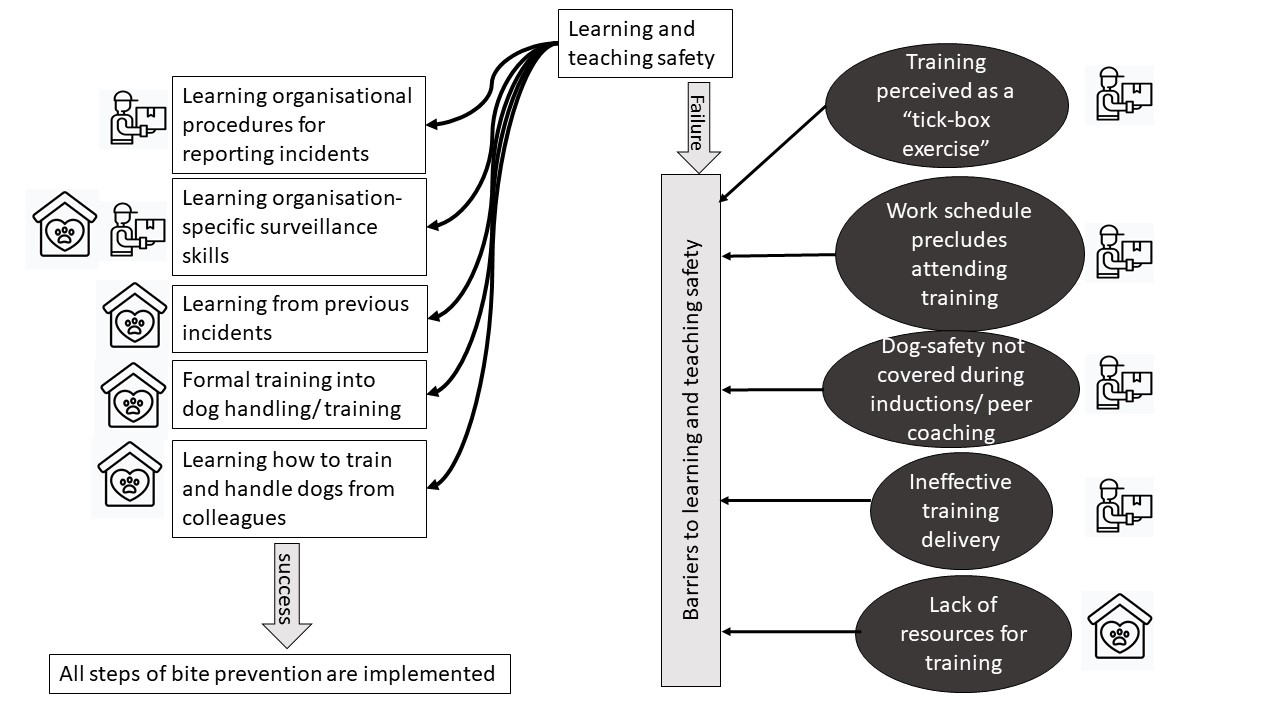 Learning and
teaching safety
Learning organisational
procedures for
reporting incidents
Learning organisation-
specific surveillance
skills
Learning from previous
incidents
Formal training into
dog handling/ training
Learning how to train
and handle dogs from
colleagues
success
All steps of bite prevention are implemented
Failure
Barriers to learning and teaching safety
Training
perceived as a
“tick-box
exercise”
Work schedule
precludes
attending
training
Dog-safety not
covered during
inductions/ peer
coaching
Ineffective
training
delivery
Lack of
resources for
training